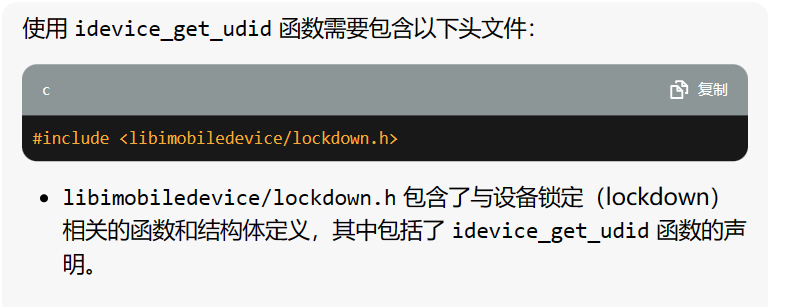 使用 idevice_get_udid 函数需要包含以下头文件：
c
复制
#include <libimobiledevice/lockdown.h>
• libimobiledevice/lockdown.h 包含了与设备锁定（lockdown）
相关的函数和结构体定义，其中包括了 idevice_get_udid 函数的声
明。